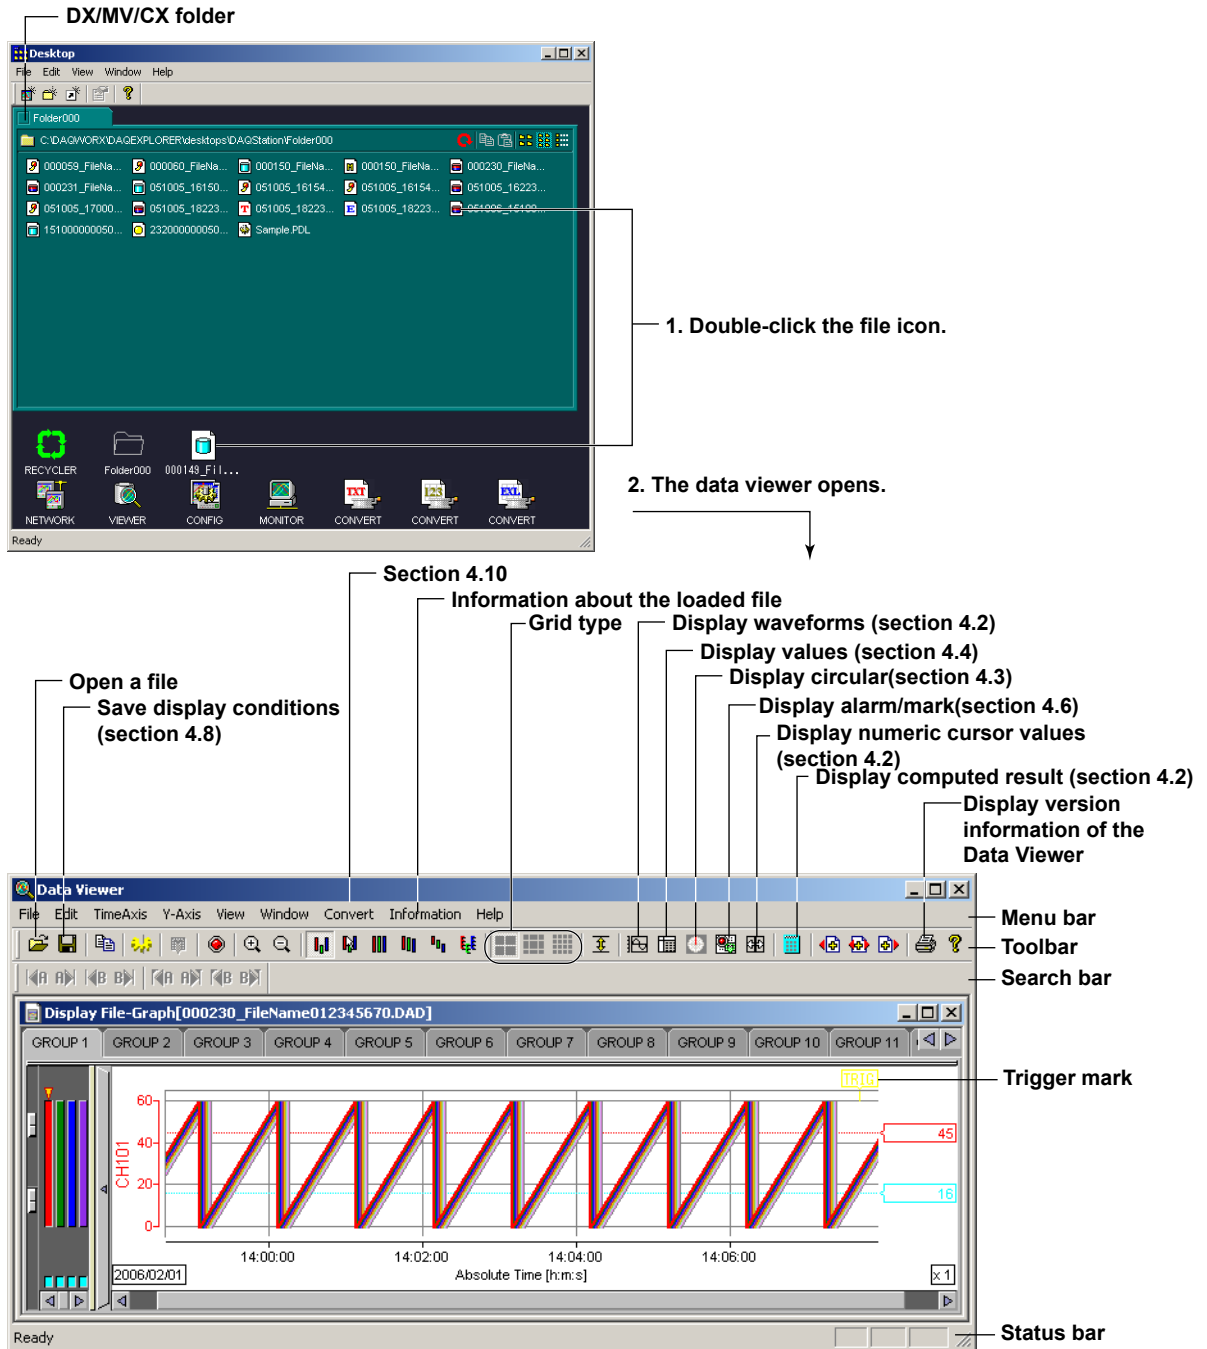 DX/MV/CX folder
Desktop
File Edit View Window Help
Folder000
C:\DAQWORX\DAQEXPLORER\desktops\DAQStation\Folder000
000059_FileNa... 000060_FileNa... 000150_FileNa... 000150_FileNa... 000230_FileNa...
000231_FileNa... 051005_16150... 051005_16154... 051005_16154... 051005_16223...
051005_17000... 051005_18223... 051005_18223... 051005_18223... 051006_15100...
151000000050... 232000000050... Sample.PDL
1. Double-click the file icon.
RECYCLER Folder000 000149_Fil...
TXT 123 EXL
NETWORK VIEWER CONFIG MONITOR CONVERT CONVERT CONVERT
Ready
2. The data viewer opens.
Section 4.10
Information about the loaded file
Grid type
Display waveforms (section 4.2)
Display values (section 4.4)
Display circular(section 4.3)
Display alarm/mark(section 4.6)
Display numeric cursor values
(section 4.2)
Display computed result (section 4.2)
Display version
information of the
Data Viewer
Open a file
Save display conditions
(section 4.8)
Data Viewer
File Edit TimeAxis Y-Axis View Window Convert Information Help
Menu bar
Toolbar
A A B B A A B B
Search bar
Display File-Graph[000230_FileName012345670.DAD]
GROUP 1 GROUP 2 GROUP 3 GROUP 4 GROUP 5 GROUP 6 GROUP 7 GROUP 8 GROUP 9 GROUP 10 GROUP 11
TRIG
Trigger mark
60
45
40
CH101
20
16
0
14:00:00 14:02:00 14:04:00 14:06:00
2006/02/01 Absolute Time [h:m:s] x 1
Ready
Status bar